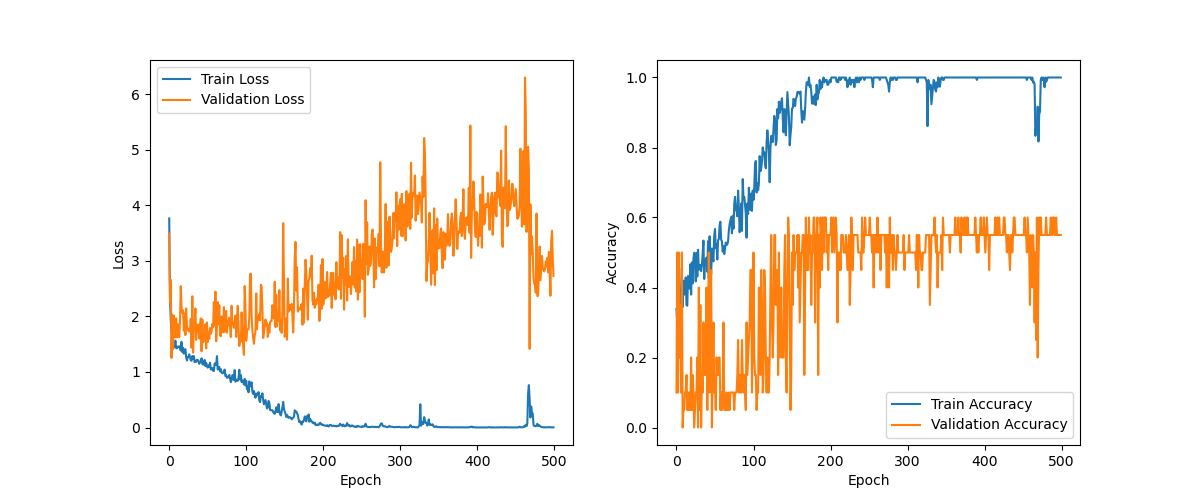 Train Loss
Validation Loss
6
5
4
3
2
1
0
Loss
0 100 200 300 400 500
Epoch
1.0
0.8
0.6
0.4
0.2
0.0
Accuracy
Train Accuracy
Validation Accuracy
0 100 200 300 400 500
Epoch